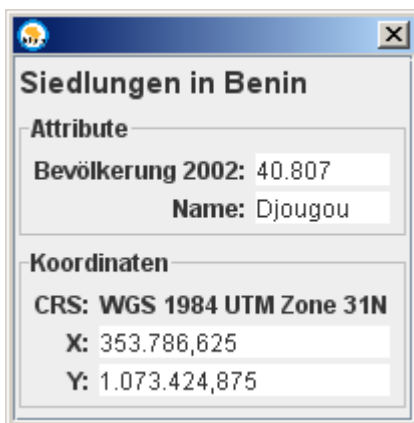 Siedlungen in Benin
Attribute
Bevölkerung 2002: 40.807
Name: Djougou
Koordinaten
CRS: WGS 1984 UTM Zone 31N
X: 353.786,625
Y: 1.073.424,875